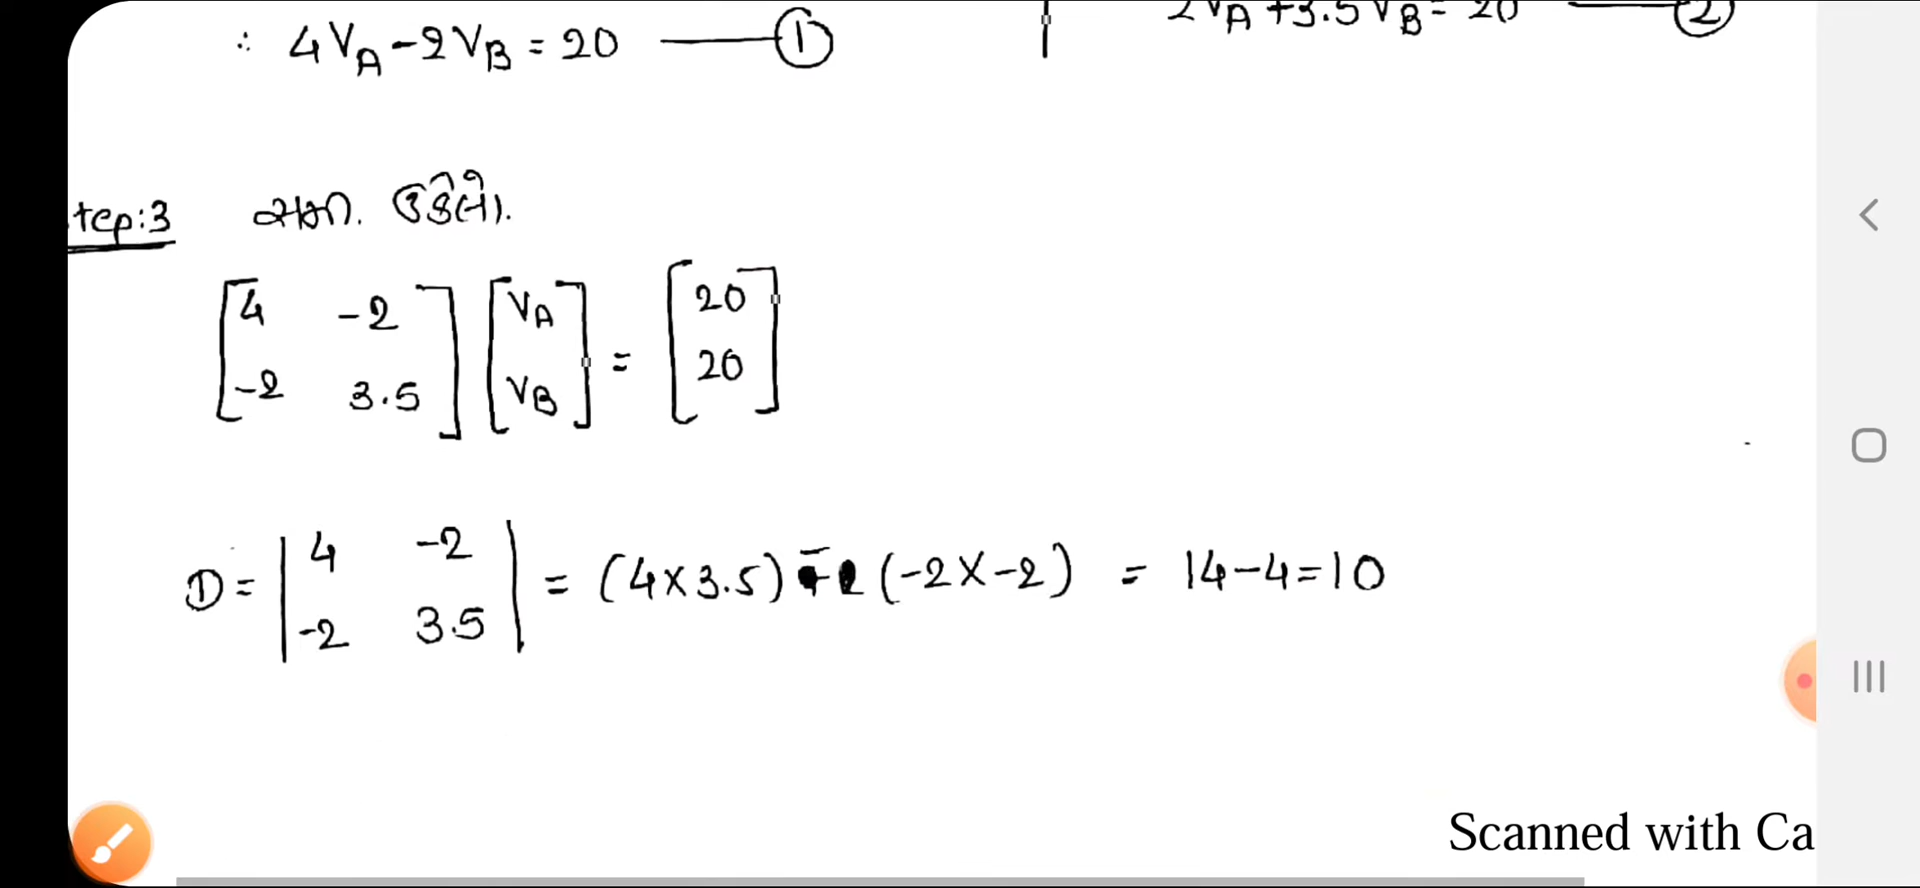 ∴ 4VA - 2VB = 20 —— ①
2VA + 3.5VB = 20 —— ②
tep:3
[4 -2] [VA] = [20]
[-2 3.5] [VB] [20]
D = |4 -2| = (4×3.5) - (-2×-2) = 14-4=10
|-2 3.5|
Scanned with Ca